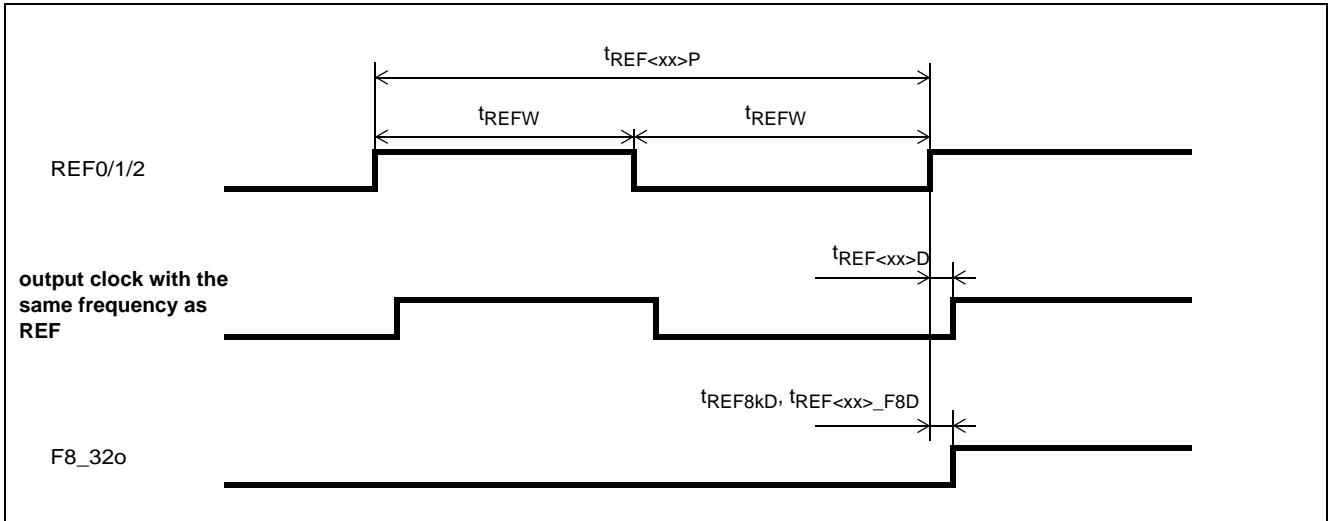 tREF<xx>P
tREFW tREFW
REF0/1/2
tREF<xx>D
output clock with the
same frequency as
REF
tREF8kD, tREF<xx>_F8D
F8_32o